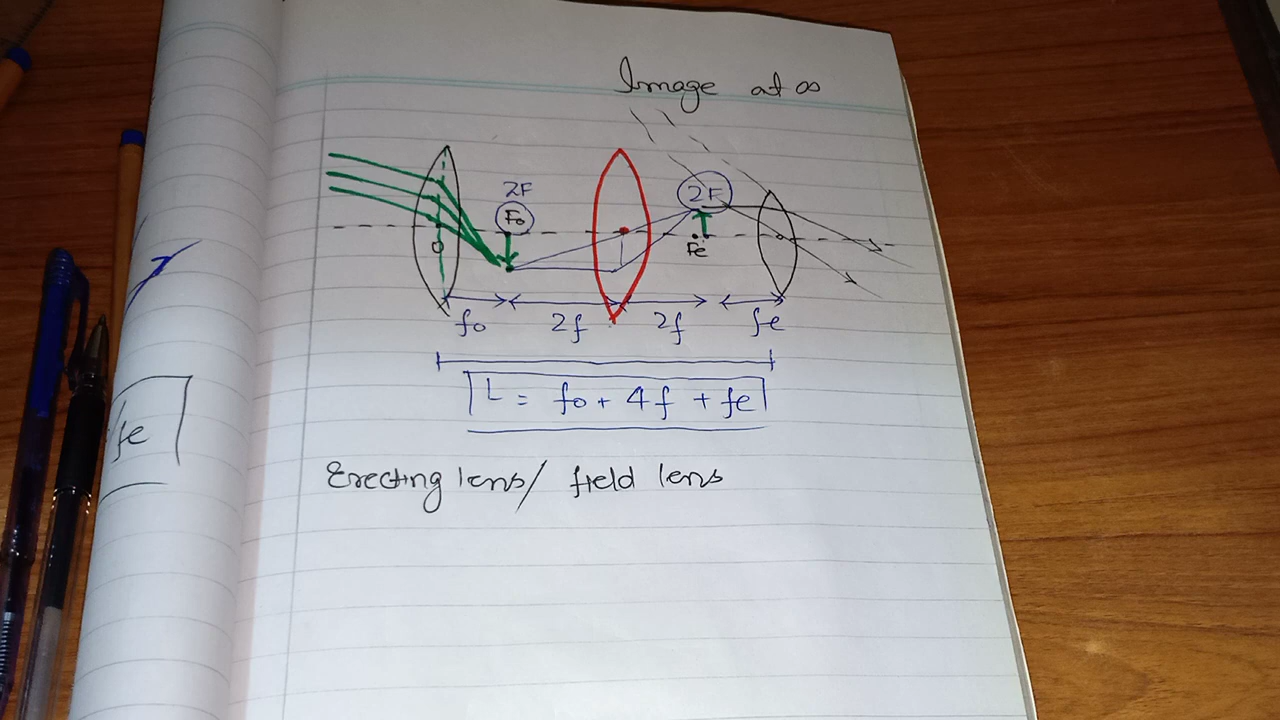 Image at ∞
2F
Fo
2F
O
Fe
fo 2f 2f fe
L = fo + 4f + fe
/fe
Erecting lens/ field lens